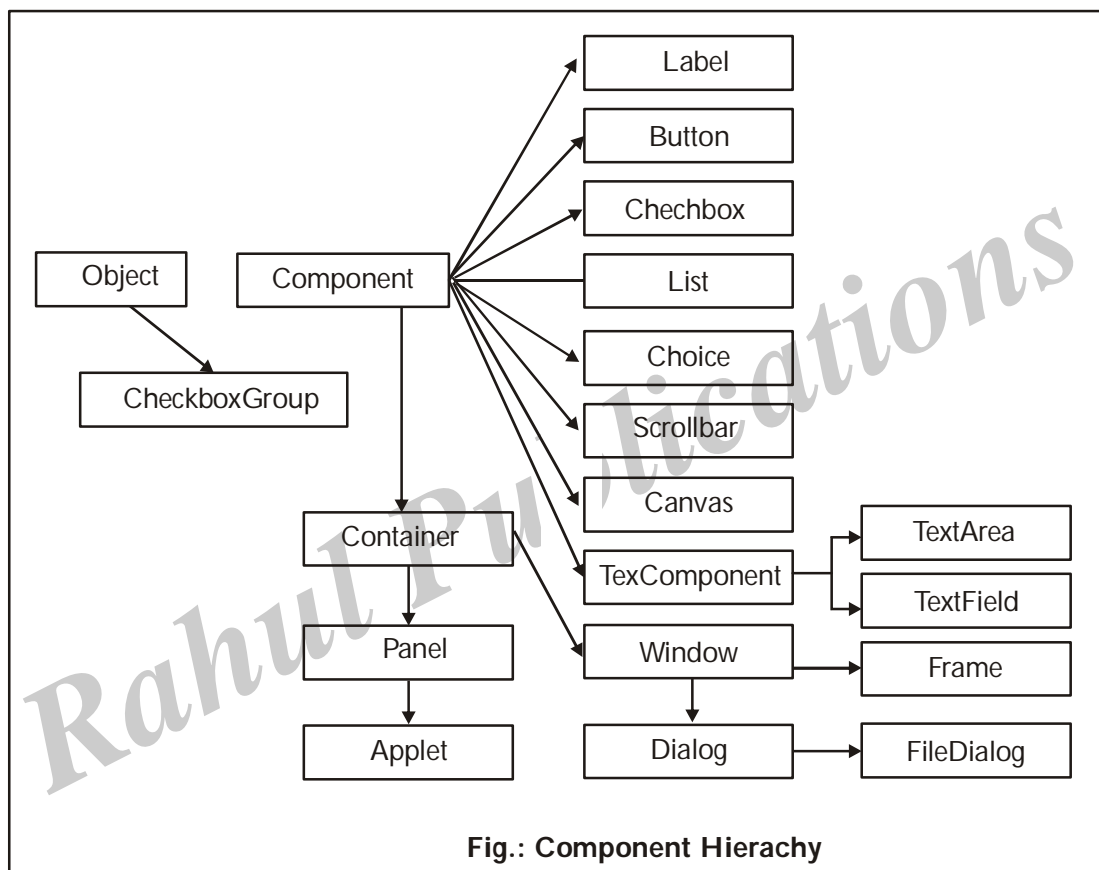 Label
Button
Chechbox
Object
Component
List
Choice
CheckboxGroup
Scrollbar
Canvas
Container
TextArea
TexComponent
TextField
Panel
Window
Frame
Applet
Dialog
FileDialog
Rahul Publications
Fig.: Component Hierachy